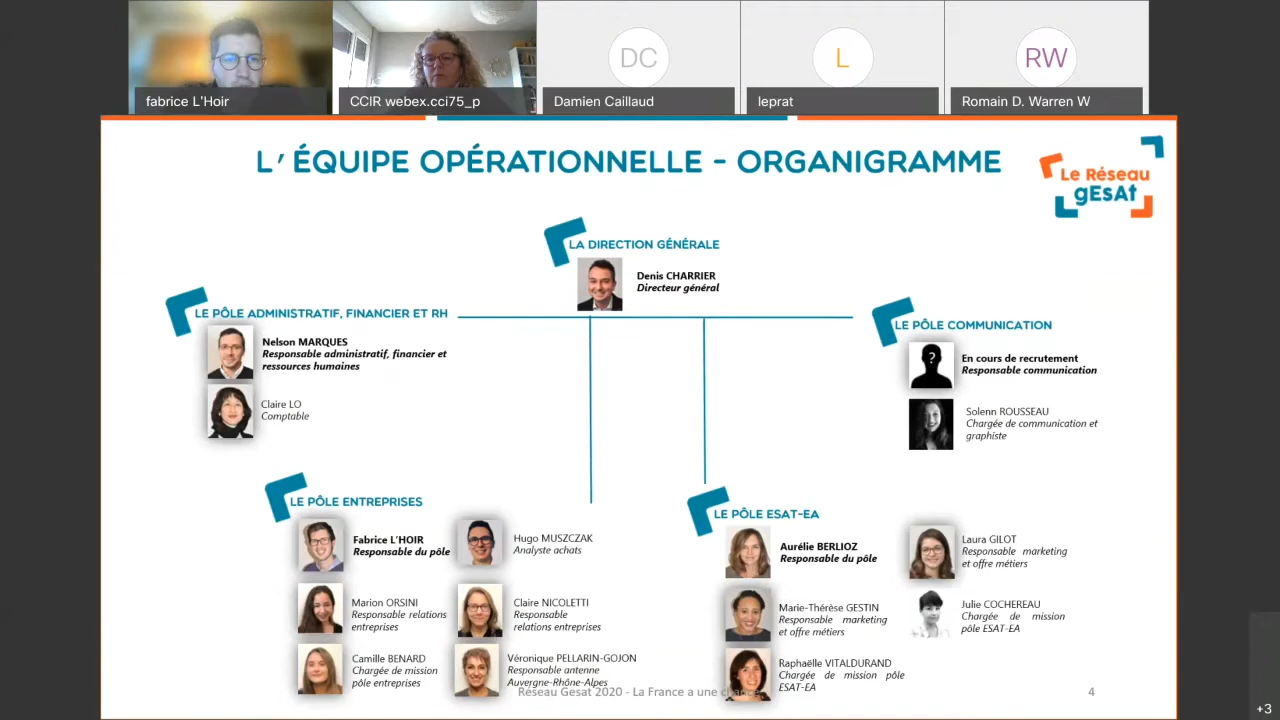 fabrice L'Hoir
CCIR webex.cci75_p
DC
Damien Caillaud
L
leprat
RW
Romain D. Warren W
L'ÉQUIPE OPÉRATIONNELLE - ORGANIGRAMME
Le Réseau
gEsAt
LA DIRECTION GÉNÉRALE
Denis CHARRIER
Directeur général
LE PÔLE ADMINISTRATIF, FINANCIER ET RH
Nelson MARQUES
Responsable administratif, financier et
ressources humaines
Claire LO
Comptable
LE PÔLE COMMUNICATION
?
En cours de recrutement
Responsable communication
Solenn ROUSSEAU
Chargée de communication et
graphiste
LE PÔLE ENTREPRISES
Fabrice L'HOIR
Responsable du pôle
Hugo MUSZCZAK
Analyste achats
Marion ORSINI
Responsable relations
entreprises
Claire NICOLETTI
Responsable
relations entreprises
Camille BENARD
Chargée de mission
pôle entreprises
Véronique PELLARIN-GOJON
Responsable antenne
Auvergne-Rhône-Alpes
LE PÔLE ESAT-EA
Aurélie BERLIOZ
Responsable du pôle
Laura GILOT
Responsable marketing
et offre métiers
Marie-Thérèse GESTIN
Responsable marketing
et offre métiers
Julie COCHEREAU
Chargée de mission
pôle ESAT-EA
Raphaëlle VITALDURAND
Chargée de mission pôle
ESAT-EA
Réseau Gesat 2020 - La France a une chance
4
+3